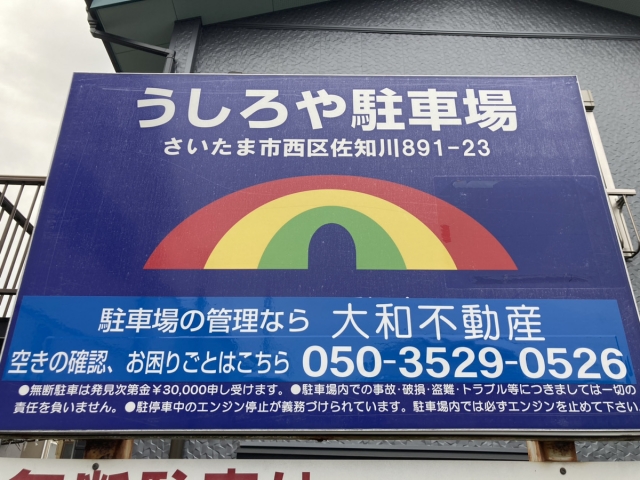 うしろや駐車場
さいたま市西区佐知川891-23
駐車場の管理なら 大和不動産
空きの確認、お困りごとはこちら 050-3529-0526
●無断駐車は発見次第金￥30,000申し受けます。●駐車場内での事故・破損・盗難・トラブル等につきましては一切の
責任を負いません。●駐停車中のエンジン停止が義務づけられています。駐車場内では必ずエンジンを止めて下さい。
無断駐車は